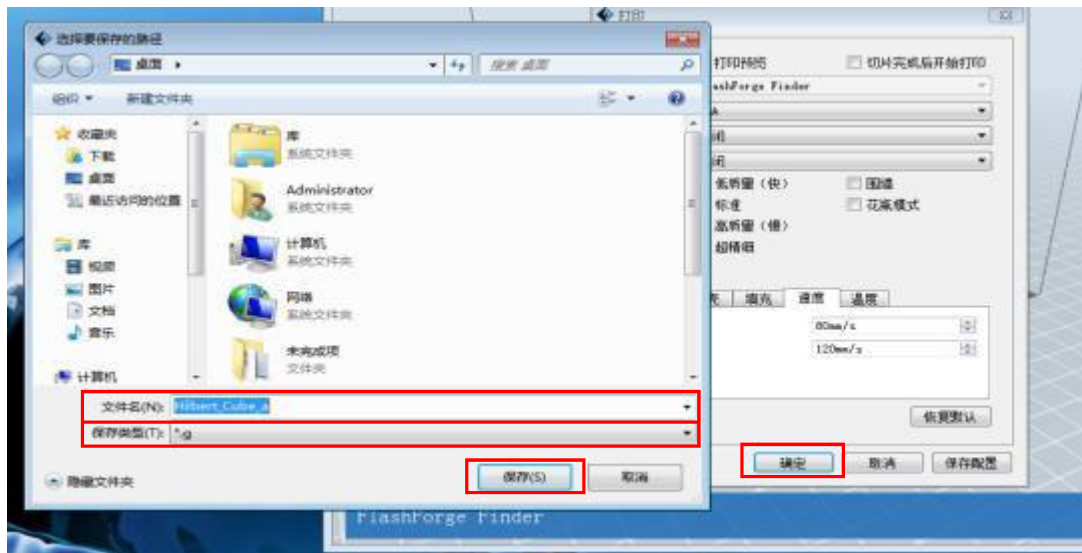 选择要保存的路径
桌面
搜索 桌面
组织
新建文件夹
收藏夹
下载
桌面
最近访问的位置
库
视频
图片
文档
音乐
计算机
库
系统文件夹
Administrator
系统文件夹
计算机
系统文件夹
网络
系统文件夹
未完成项
文件夹
文件名(N): Hilbert_Cube_a
保存类型(T): *.g
隐藏文件夹
保存(S)
取消
打印
打印预览
切片完成后开始打印
ashForge Finder
A
闭
闭
低质量（快）
围墙
标准
花瓶模式
高质量（慢）
超精细
壳
填充
速度
温度
80mm/s
120mm/s
恢复默认
确定
取消
保存配置
FlashForge Finder